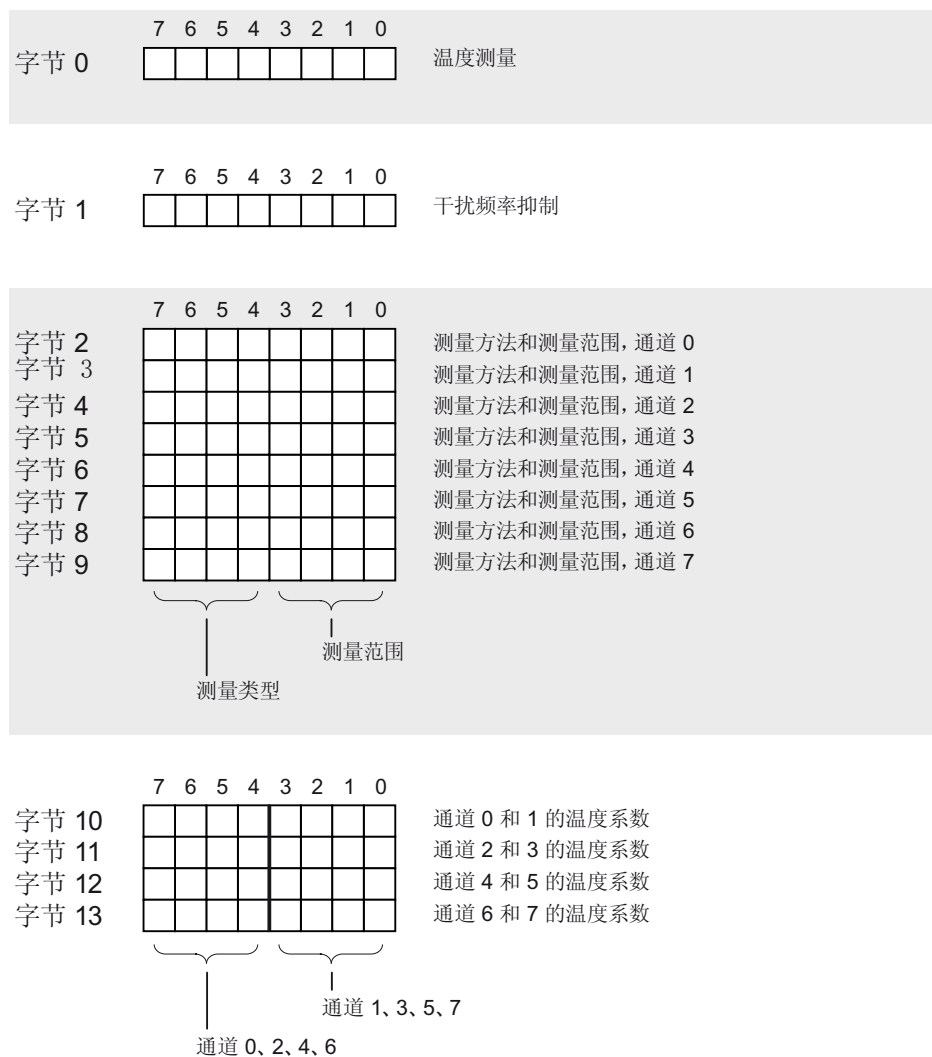 7 6 5 4 3 2 1 0
字节 0 温度测量
7 6 5 4 3 2 1 0
字节 1 干扰频率抑制
7 6 5 4 3 2 1 0
字节 2 测量方法和测量范围，通道 0
字节 3 测量方法和测量范围，通道 1
字节 4 测量方法和测量范围，通道 2
字节 5 测量方法和测量范围，通道 3
字节 6 测量方法和测量范围，通道 4
字节 7 测量方法和测量范围，通道 5
字节 8 测量方法和测量范围，通道 6
字节 9 测量方法和测量范围，通道 7
测量范围
测量类型
7 6 5 4 3 2 1 0
字节 10 通道 0 和 1 的温度系数
字节 11 通道 2 和 3 的温度系数
字节 12 通道 4 和 5 的温度系数
字节 13 通道 6 和 7 的温度系数
通道 1、3、5、7
通道 0、2、4、6